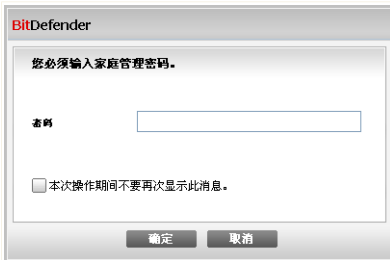 BitDefender
您必须输入家庭管理密码。
密码
本次操作期间不要再次显示此消息。
确定
取消